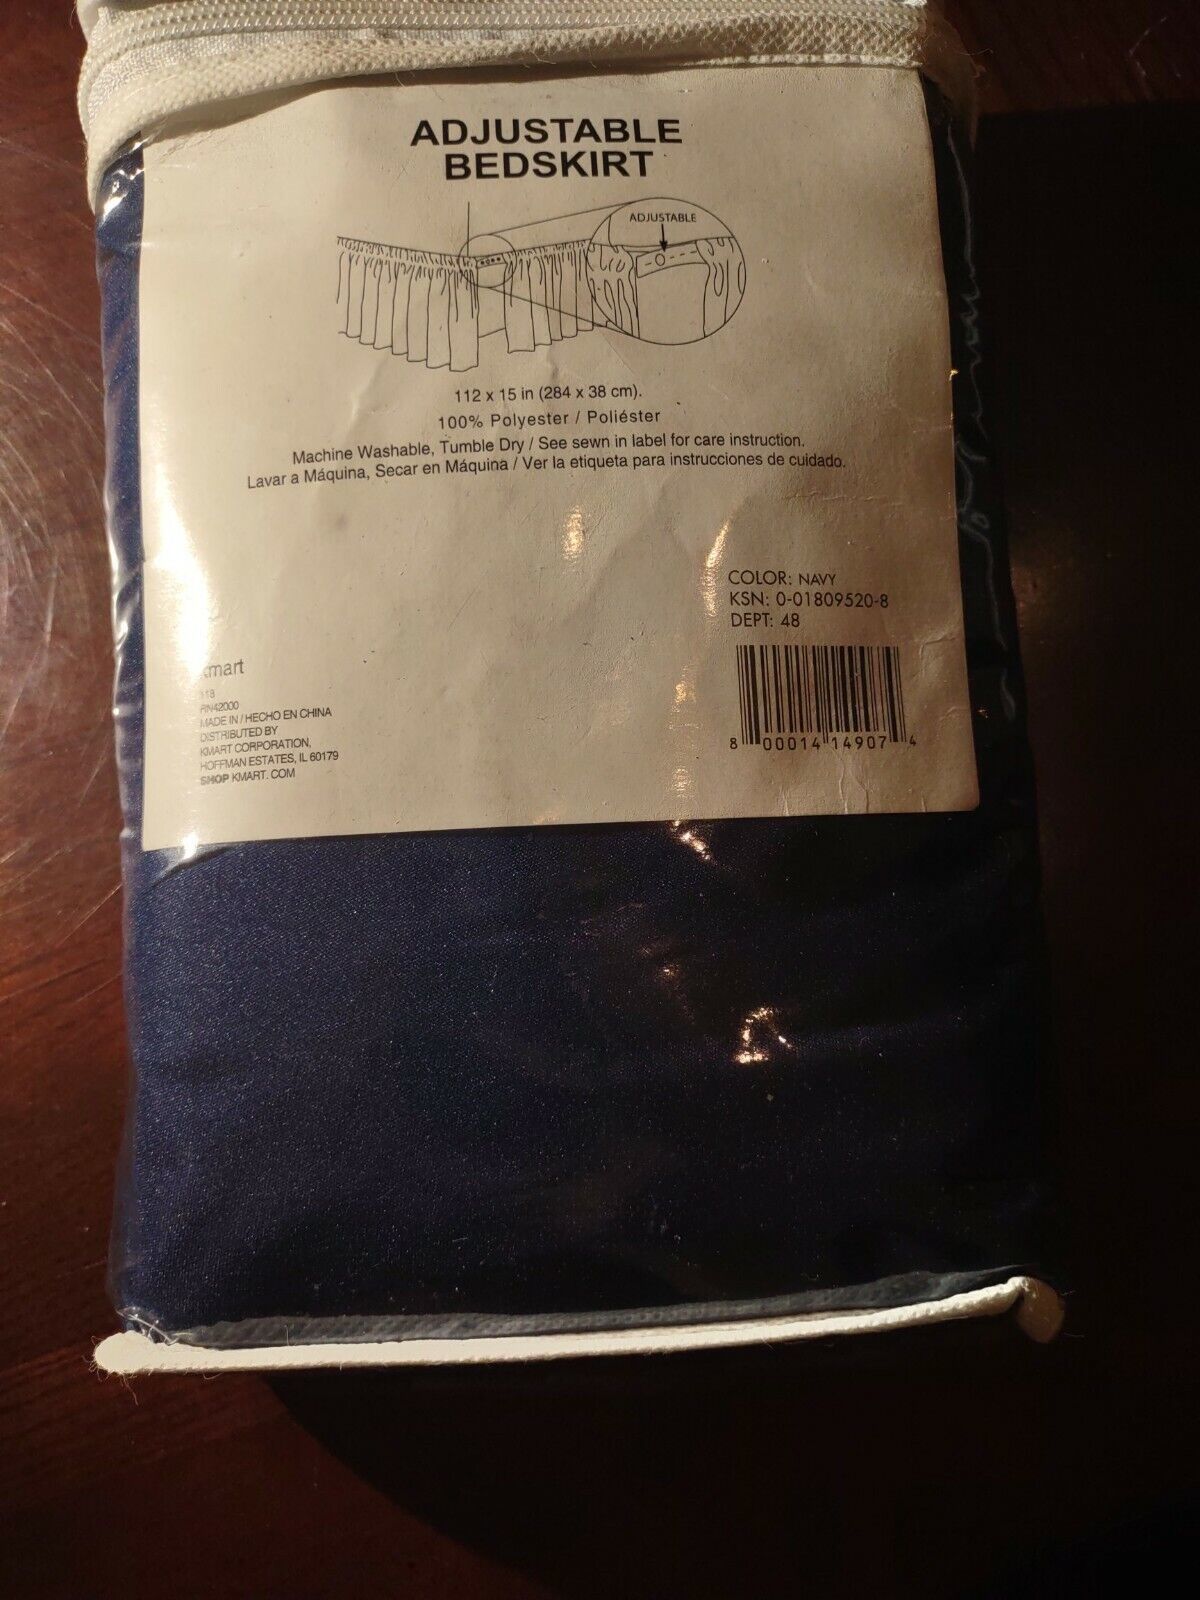 ADJUSTABLE
BEDSKIRT
ADJUSTABLE
112 x 15 in (284 x 38 cm).
100% Polyester / Poliéster
Machine Washable, Tumble Dry / See sewn in label for care instruction.
Lavar a Máquina, Secar en Máquina / Ver la etiqueta para instrucciones de cuidado.
COLOR: NAVY
KSN: 0-01809520-8
DEPT: 48
8 00014 14907 4
kmart
RN42000
MADE IN / HECHO EN CHINA
DISTRIBUTED BY
KMART CORPORATION,
HOFFMAN ESTATES, IL 60179
SHOP KMART. COM